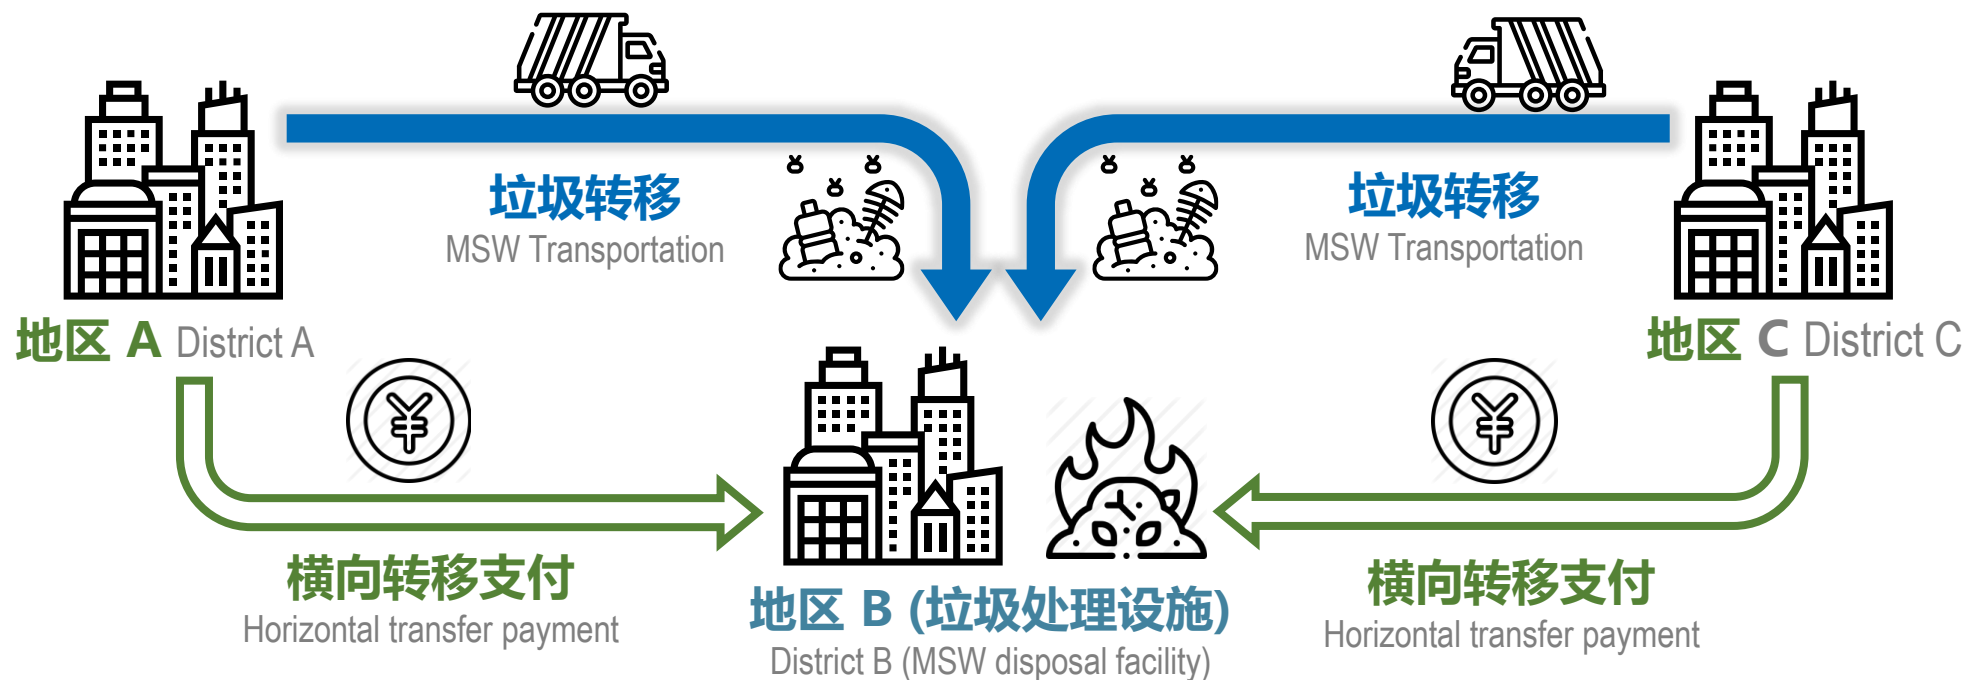 垃圾转移
MSW Transportation
垃圾转移
MSW Transportation
地区 A District A
地区 C District C
横向转移支付
Horizontal transfer payment
地区 B (垃圾处理设施)
District B (MSW disposal facility)
横向转移支付
Horizontal transfer payment